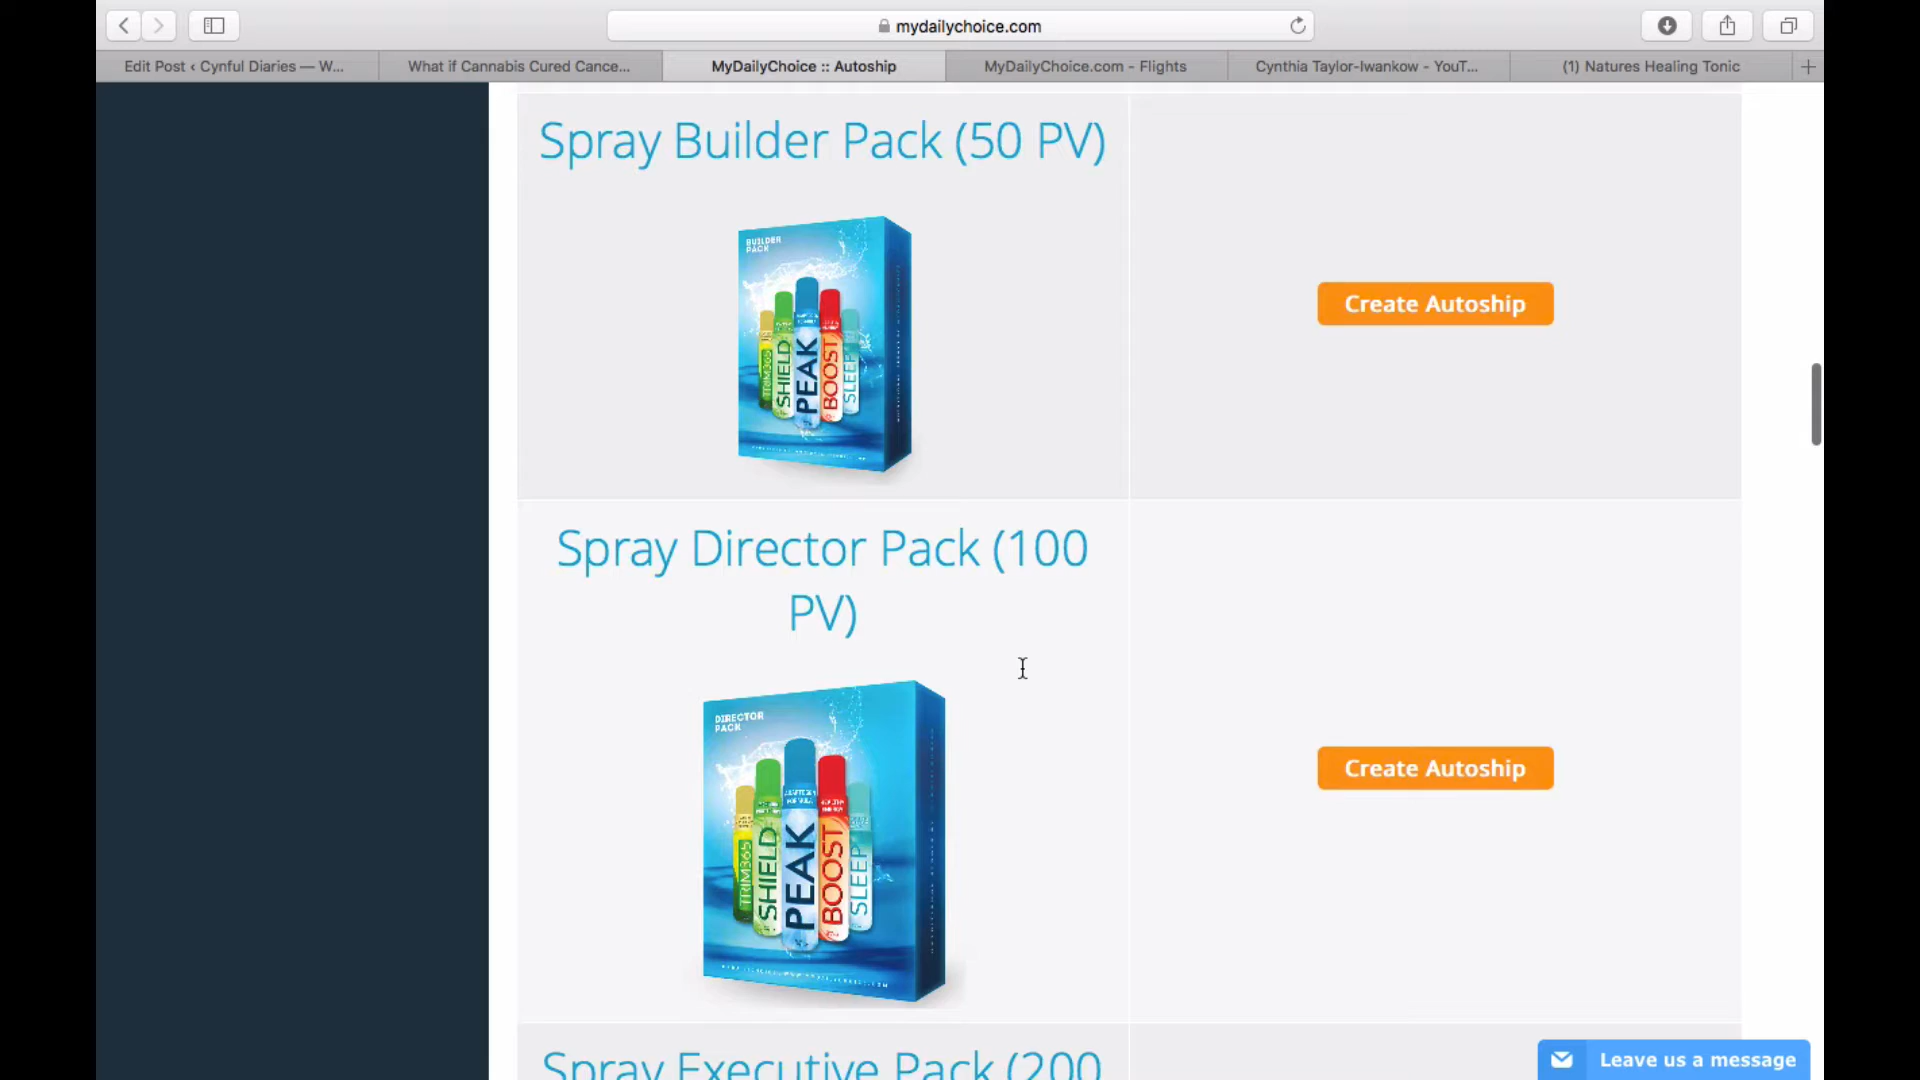 mydailychoice.com
Edit Post ‹ Cynful Diaries — W...
What if Cannabis Cured Cance...
MyDailyChoice :: Autoship
MyDailyChoice.com - Flights
Cynthia Taylor-Iwankow - YouT...
(1) Natures Healing Tonic
Spray Builder Pack (50 PV)
BUILDER
PACK
TRIM365
SHIELD
PEAK
BOOST
SLEEP
Create Autoship
Spray Director Pack (100
PV)
DIRECTOR
PACK
TRIM365
SHIELD
PEAK
BOOST
SLEEP
Create Autoship
Spray Executive Pack (200
Leave us a message